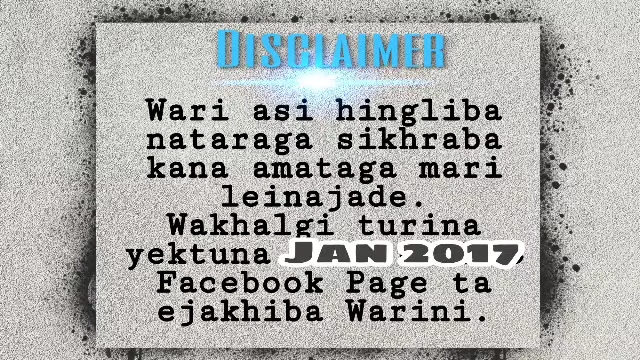 Disclaimer
Wari asi hingliba
nataraga sikhraba
kana amataga mari
leinajade.
Wakhalgi turina
yektuna Jan 2017
Facebook Page ta
ejakhiba Warini.